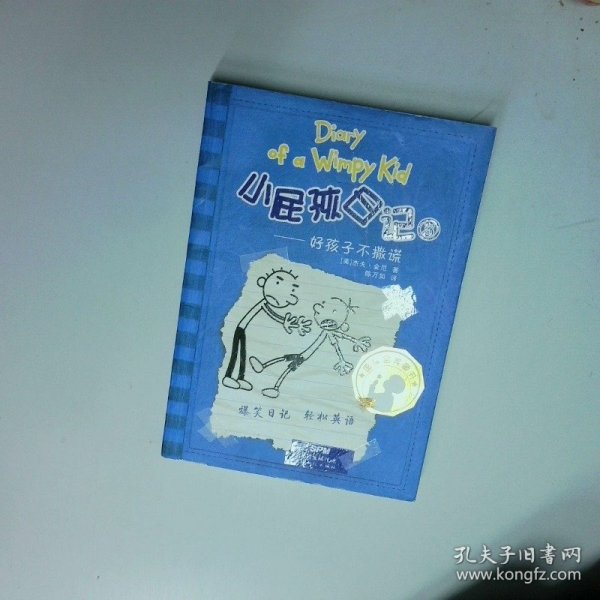 Diary
of a Wimpy Kid
小屁孩日记
——好孩子不撒谎
[美]杰夫·金尼 著
陈万如 译
爆笑日记 轻松英语
孔夫子旧书网
www.kongfz.com